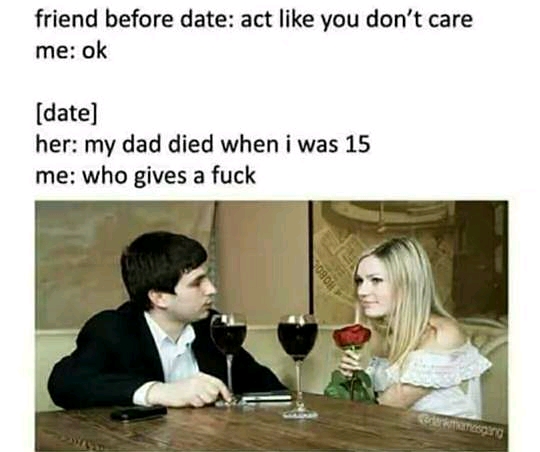 friend before date: act like you don't care
me: ok
[date]
her: my dad died when i was 15
me: who gives a fuck
@dankmemesgang